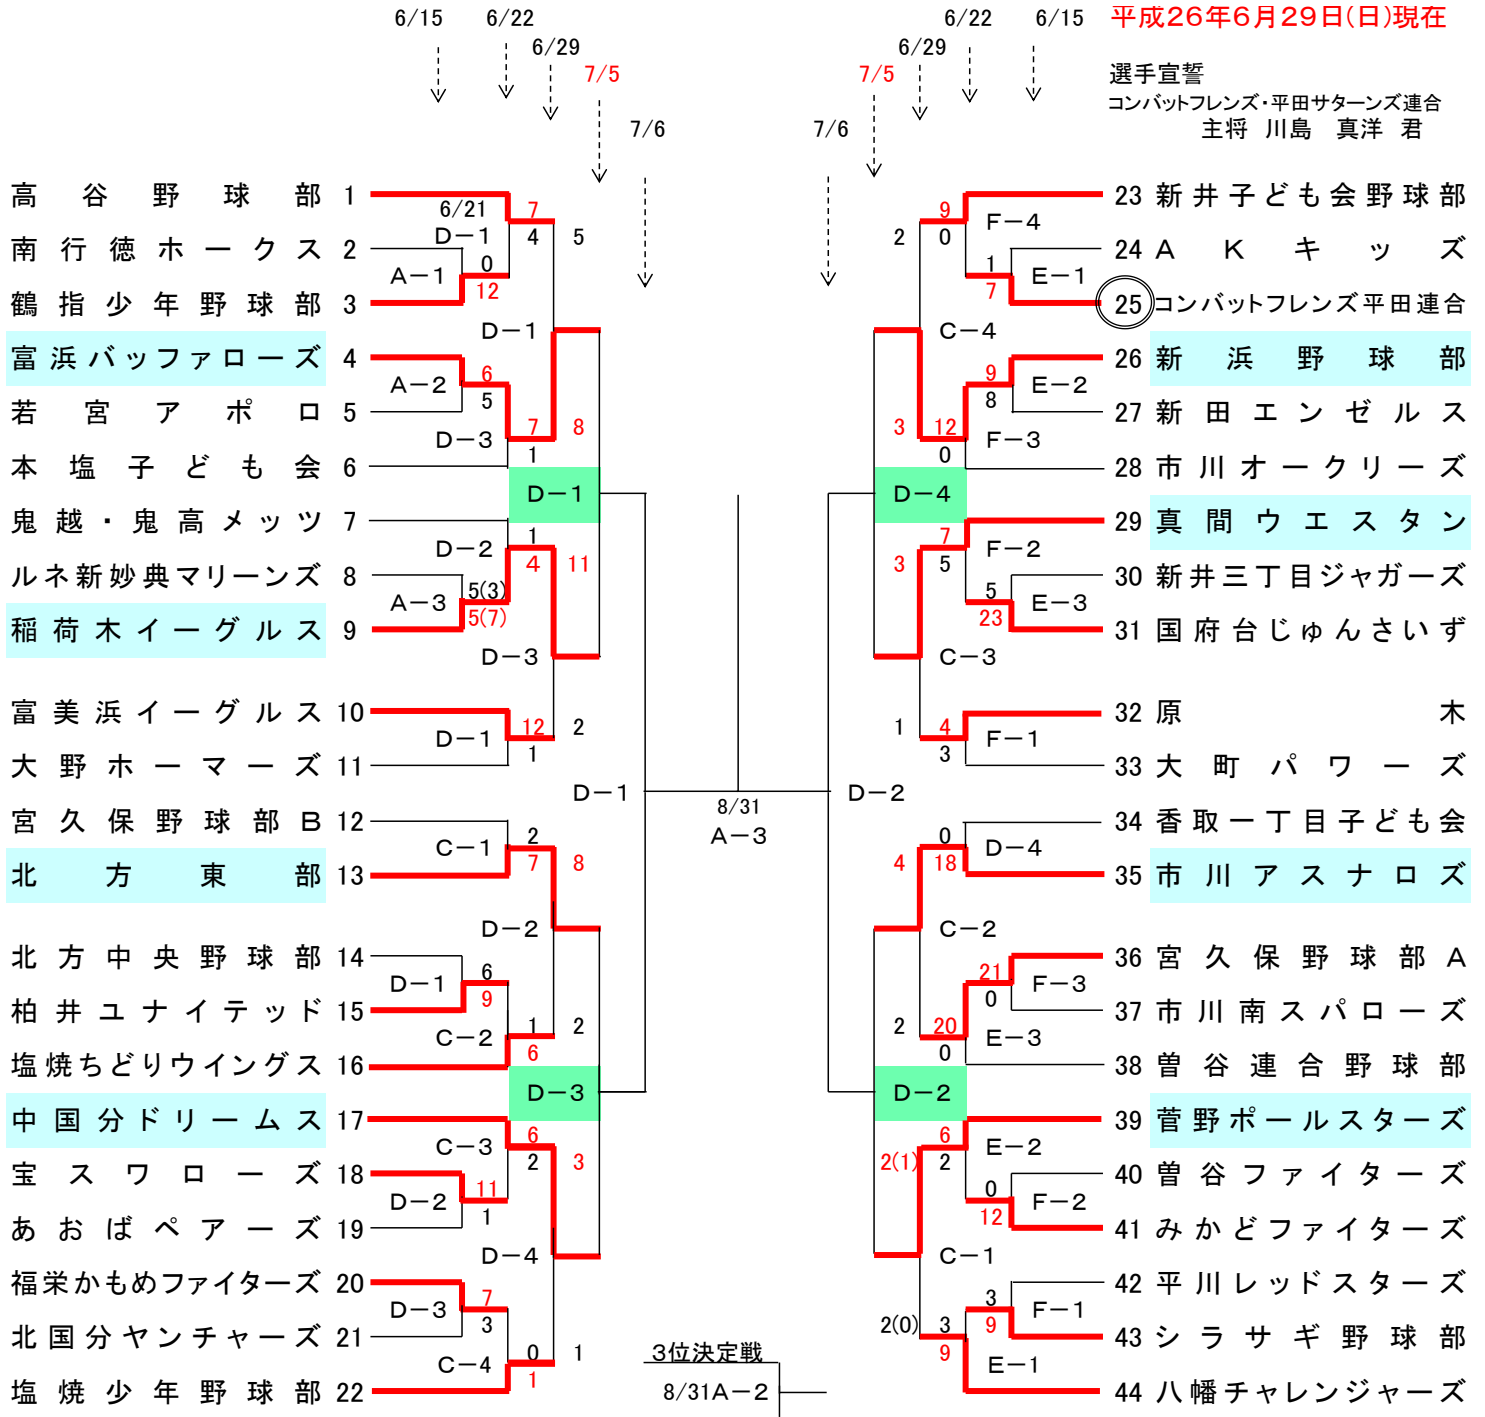 6/15 6/22 6/22 6/15 平成26年6月29日(日)現在
6/29 6/29
7/5 7/5 選手宣誓
コンバットフレンズ・平田サターンズ連合
7/6 7/6 主将 川島 真洋 君
高谷野球部 1
6/21
7
D-1 4 5
南行徳ホークス 2
A-1 0
12
鶴指少年野球部 3
D-1
富浜バッファローズ 4
A-2 6
5
若宮アポロ 5
D-3 7 8
1
本塩子ども会 6
D-1
鬼越・鬼高メッツ 7
D-2 1
4 11
ルネ新妙典マリーンズ 8
A-3 5(3)
5(7)
稲荷木イーグルス 9
D-3
富美浜イーグルス 10
D-1 12 2
1
大野ホーマーズ 11
D-1
宮久保野球部B 12
C-1 2
7 8
北方東部 13
D-2
北方中央野球部 14
D-1 6
9
柏井ユナイテッド 15
C-2 1 2
6
塩焼ちどりウイングス 16
D-3
中国分ドリームス 17
C-3 6
2 3
宝スワローズ 18
D-2 11
1
あおばペアーズ 19
D-4
福栄かもめファイターズ 20
D-3 7
3
北国分ヤンチャーズ 21
C-4 0 1
1
塩焼少年野球部 22
8/31
A-3
3位決定戦
8/31A-2
23 新井子ども会野球部
9 F-4
2 0
24 AKキッズ
1 E-1
7
25 コンバットフレンズ平田連合
C-4
26 新浜野球部
9 E-2
8
27 新田エンゼルス
3 12 F-3
0
28 市川オークリーズ
D-4
29 真間ウエスタン
7 F-2
3 5
30 新井三丁目ジャガーズ
5 E-3
23
31 国府台じゅんさいず
C-3
32 原木
1 4 F-1
3
33 大町パワーズ
D-2
34 香取一丁目子ども会
0 D-4
4 18
35 市川アスナロズ
C-2
36 宮久保野球部A
21 F-3
0
37 市川南スパローズ
2 20 E-3
0
38 曽谷連合野球部
D-2
39 菅野ポールスターズ
6 E-2
2(1) 2
40 曽谷ファイターズ
0 F-2
12
41 みかどファイターズ
C-1
42 平川レッドスターズ
3 F-1
9
43 シラサギ野球部
2(0) 3 E-1
9
44 八幡チャレンジャーズ